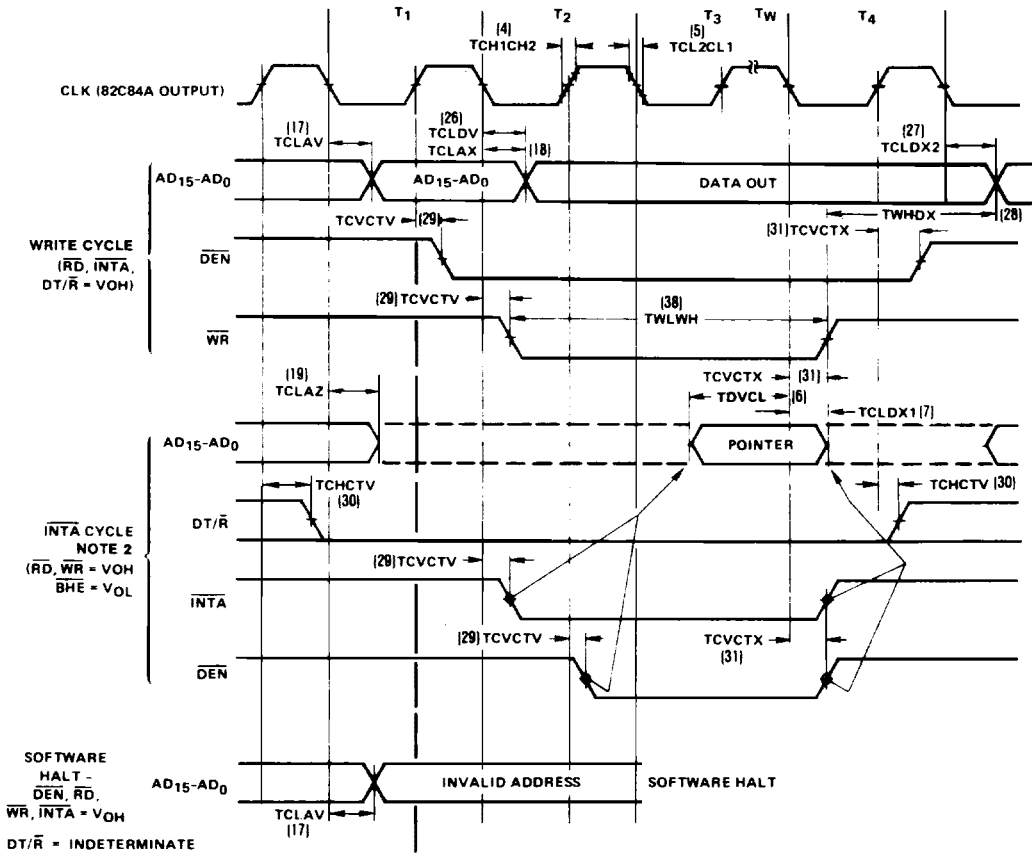 T1 T2 T3 TW T4
(4)
TCH1CH2
(5)
TCL2CL1
CLK (82C84A OUTPUT)
(17)
TCLAV
(26)
TCLDV
TCLAX
(18)
(27)
TCLDX2
AD15-AD0
AD15-AD0
DATA OUT
TCVCTV (29)
TWHDX (28)
(31) TCVCTX
WRITE CYCLE
(RD, INTA,
DT/R = VOH)
DEN
(29) TCVCTV
(38)
TWLWH
WR
TCVCTX (31)
(19)
TCLAZ
TDVCL (6)
TCLDX1 (7)
AD15-AD0
POINTER
TCHCTV
(30)
TCHCTV (30)
DT/R
INTA CYCLE
NOTE 2
(RD, WR = VOH
BHE = VOL
(29) TCVCTV
INTA
(29) TCVCTV
TCVCTX
(31)
DEN
SOFTWARE
HALT -
DEN, RD,
WR, INTA = VOH
DT/R = INDETERMINATE
AD15-AD0
INVALID ADDRESS
SOFTWARE HALT
TCLAV
(17)